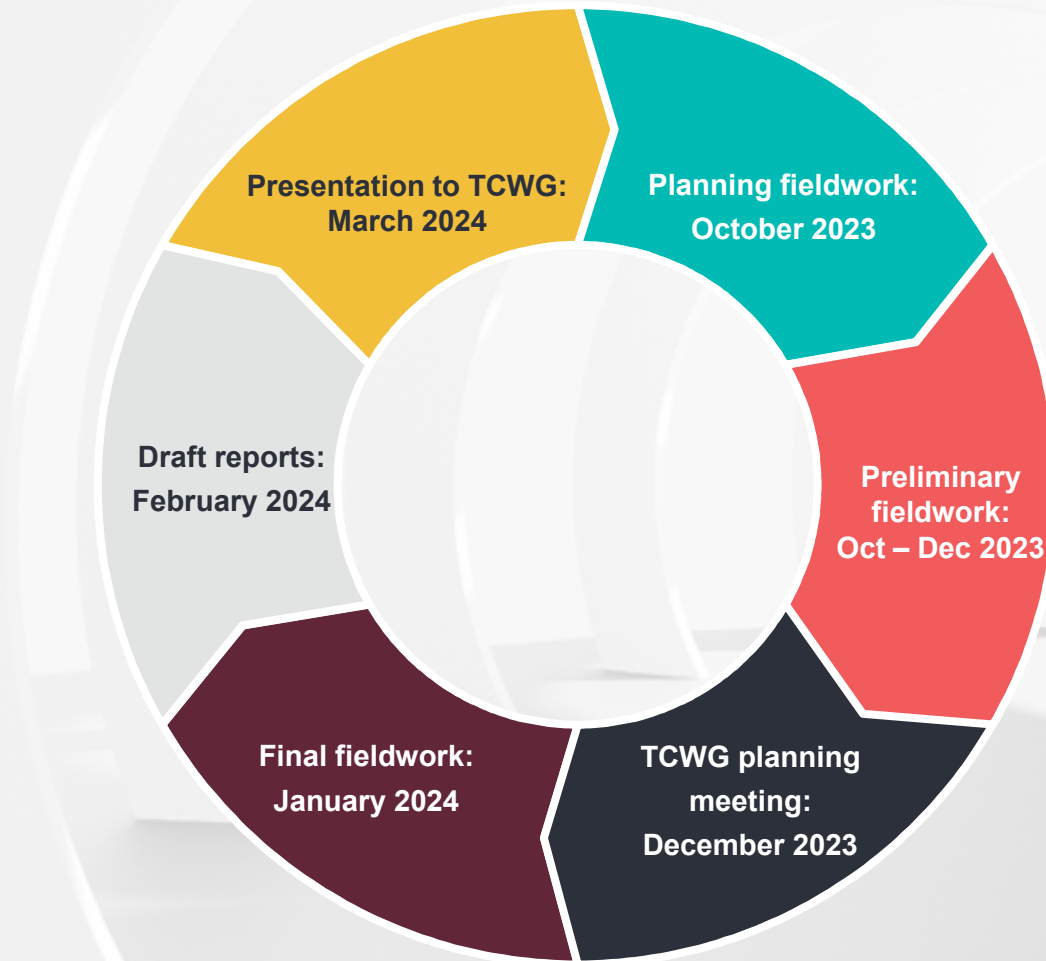 Planning fieldwork:
October 2023
Preliminary
fieldwork:
Oct – Dec 2023
TCWG planning
meeting:
December 2023
Final fieldwork:
January 2024
Draft reports:
February 2024
Presentation to TCWG:
March 2024